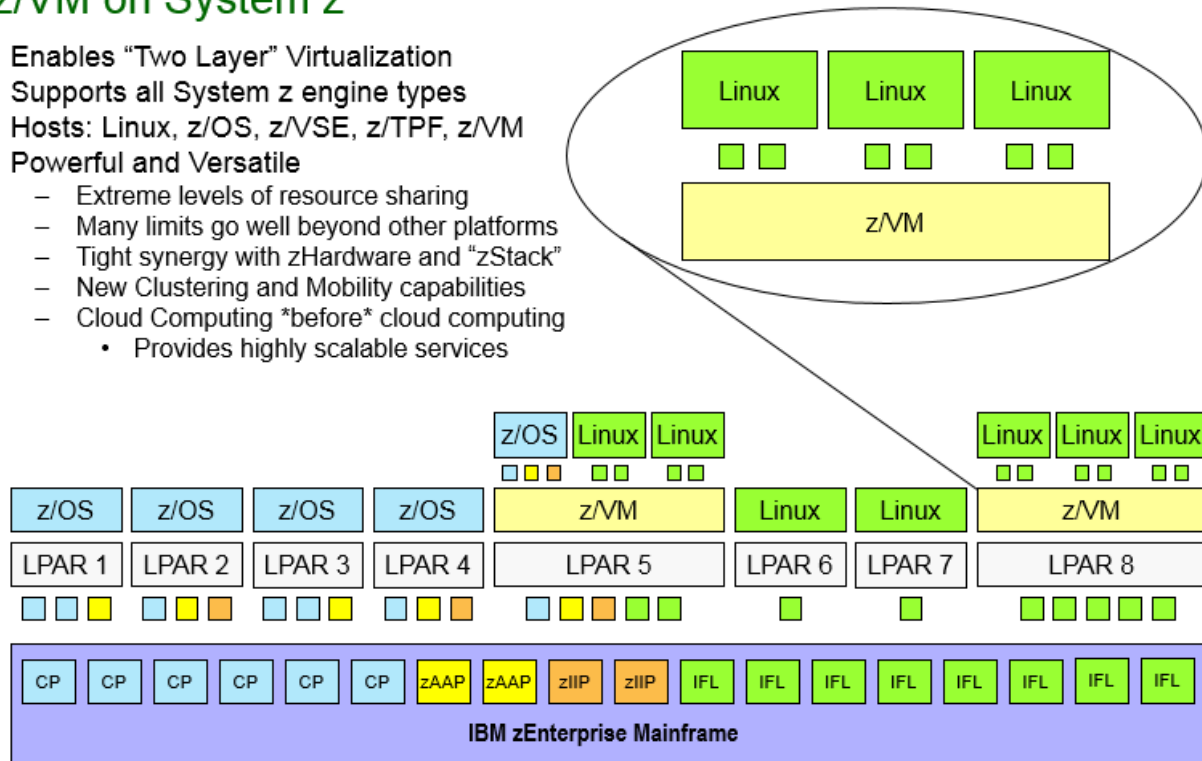 z/VM on System z
Enables “Two Layer” Virtualization
Supports all System z engine types
Hosts: Linux, z/OS, z/VSE, z/TPF, z/VM
Powerful and Versatile
– Extreme levels of resource sharing
– Many limits go well beyond other platforms
– Tight synergy with zHardware and “zStack”
– New Clustering and Mobility capabilities
– Cloud Computing *before* cloud computing
• Provides highly scalable services
Linux Linux Linux
z/VM
z/OS Linux Linux Linux Linux Linux
z/OS z/OS z/OS z/OS z/VM Linux Linux z/VM
LPAR 1 LPAR 2 LPAR 3 LPAR 4 LPAR 5 LPAR 6 LPAR 7 LPAR 8
CP CP CP CP CP CP zAAP zAAP zIIP zIIP IFL IFL IFL IFL IFL IFL IFL IFL
IBM zEnterprise Mainframe